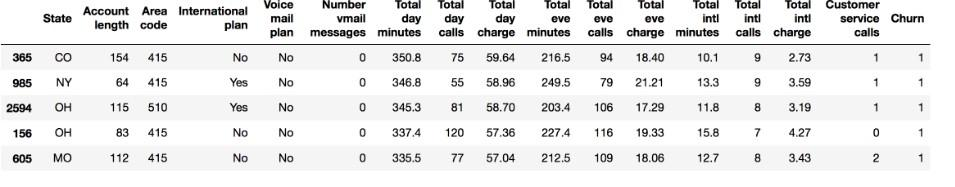 State Account length Area code International plan Voice mail plan Number vmail messages Total day minutes Total day calls Total day charge Total eve minutes Total eve calls Total eve charge Total intl minutes Total intl calls Total intl charge Customer service calls Churn
365 CO 154 415 No No 0 350.8 75 59.64 216.5 94 18.40 10.1 9 2.73 1 1
985 NY 64 415 Yes No 0 346.8 55 58.96 249.5 79 21.21 13.3 9 3.59 1 1
2594 OH 115 510 Yes No 0 345.3 81 58.70 203.4 106 17.29 11.8 8 3.19 1 1
156 OH 83 415 No No 0 337.4 120 57.36 227.4 116 19.33 15.8 7 4.27 0 1
605 MO 112 415 No No 0 335.5 77 57.04 212.5 109 18.06 12.7 8 3.43 2 1